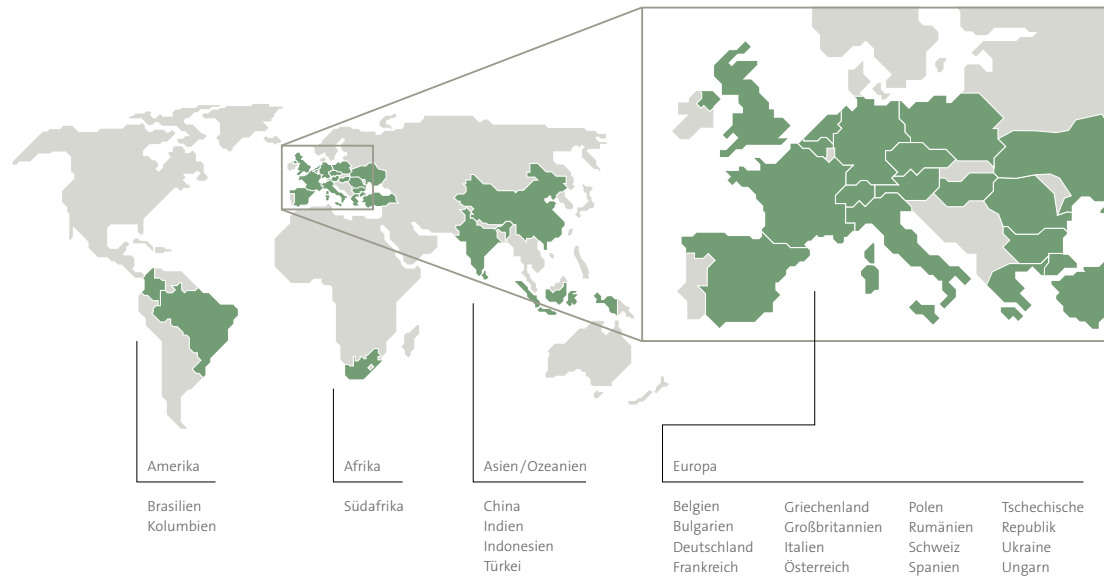 Amerika
Brasilien
Kolumbien
Afrika
Südafrika
Asien/Ozeanien
China
Indien
Indonesien
Türkei
Europa
Belgien
Bulgarien
Deutschland
Frankreich
Griechenland
Großbritannien
Italien
Österreich
Polen
Rumänien
Schweiz
Spanien
Tschechische
Republik
Ukraine
Ungarn